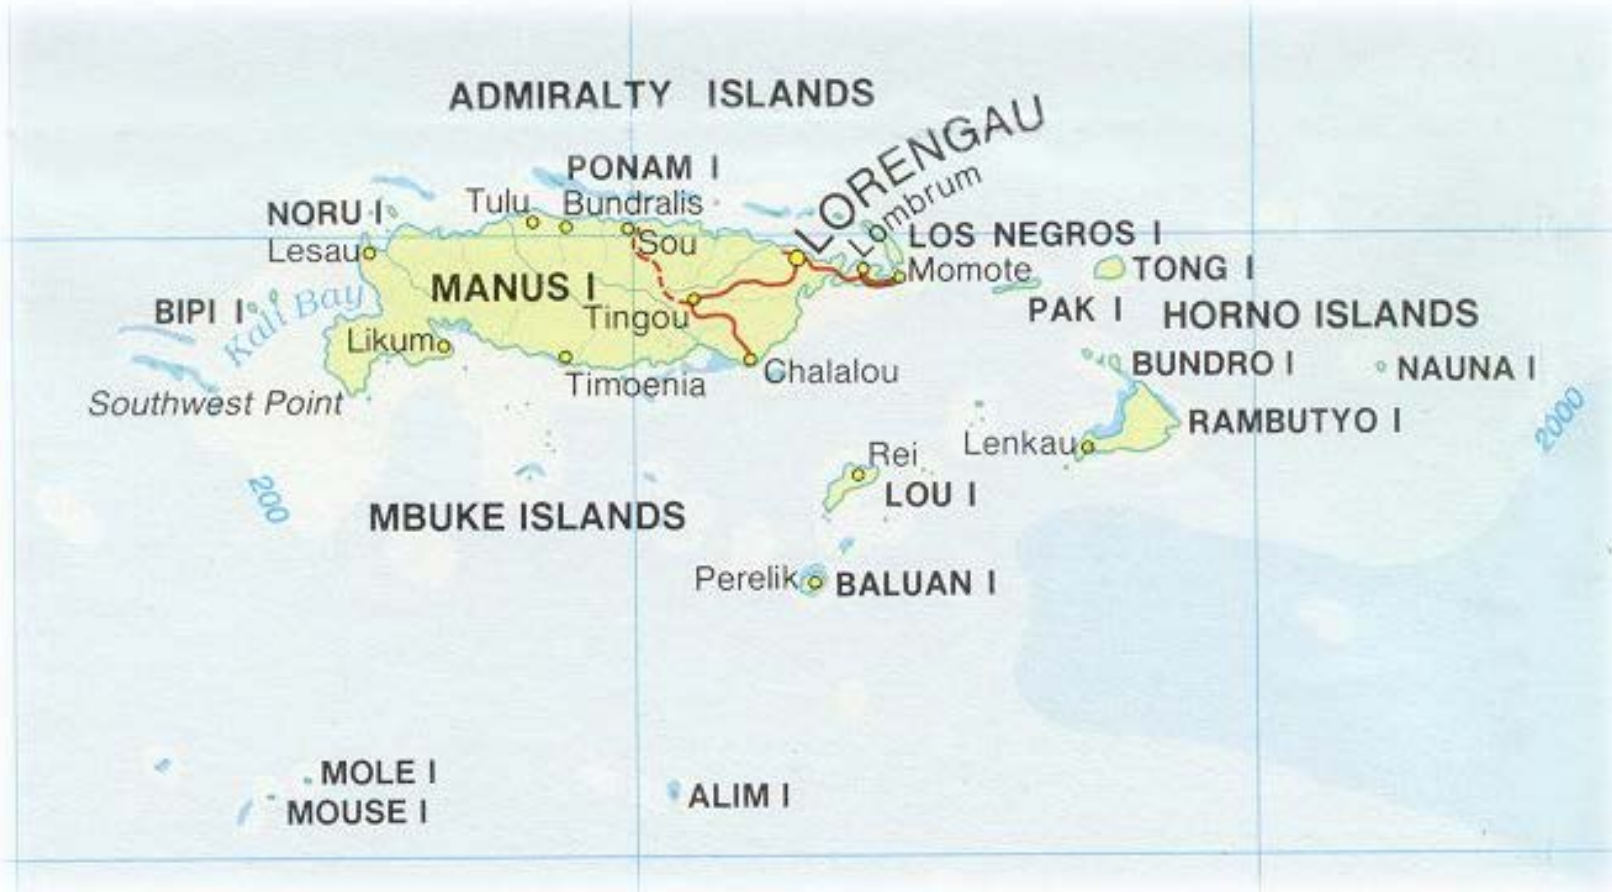 ADMIRALTY ISLANDS
PONAM I
LORENGAU
Lombrum
NORU I
Tulu
Bundralis
Lesau
Sou
LOS NEGROS I
Momote
TONG I
MANUS I
BIPI I
Kali Bay
Tingou
PAK I
HORNO ISLANDS
Likum
Timoenia
Chalalou
BUNDRO I
NAUNA I
Southwest Point
RAMBUTYO I
2000
Lenkau
Rei
LOU I
200
MBUKE ISLANDS
Perelik
BALUAN I
MOLE I
MOUSE I
ALIM I